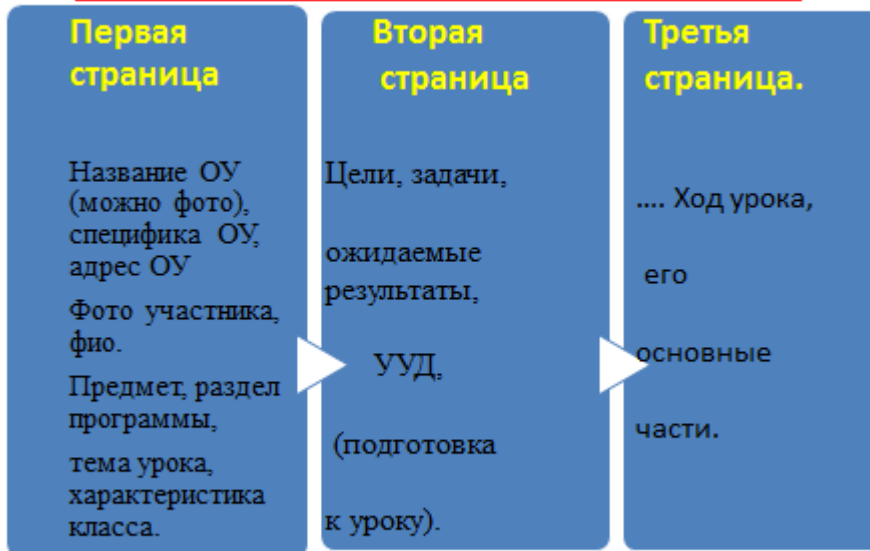 Первая
страница
Название ОУ
(можно фото),
специфика ОУ,
адрес ОУ
Фото участника,
фио.
Предмет, раздел
программы,
тема урока,
характеристика
класса.
Вторая
страница
Цели, задачи,
ожидаемые
результаты,
УУД,
(подготовка
к уроку).
Третья
страница.
.... Ход урока,
его
основные
части.